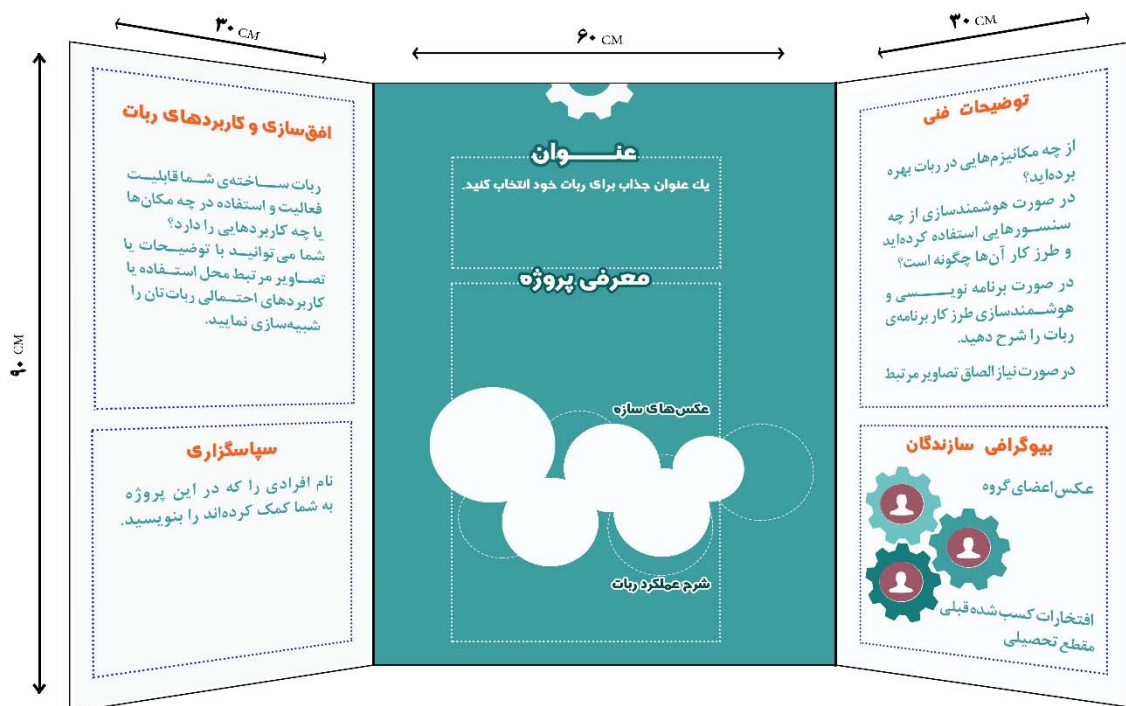 ۳۰ CM
۶۰ CM
۳۰ CM
۹۰ CM
توضیحات فنی
از چه مکانیزم‌هایی در ربات بهره
برده‌اید؟
در صورت هوشمندسازی از چه
سنسورهایی استفاده کرده‌اید
و طرز کار آن‌ها چگونه است؟
در صورت برنامه نویسی و
هوشمندسازی طرز کار برنامه‌ی
ربات را شرح دهید.
در صورت نیاز الصاق تصاویر مرتبط
بیوگرافی سازندگان
عکس اعضای گروه
افتخارات کسب شده قبلی
مقطع تحصیلی
عنوان
یک عنوان جذاب برای ربات خود انتخاب کنید.
معرفی پروژه
عکس‌های سازه
شرح عملکرد ربات
افق‌سازی و کاربردهای ربات
ربات ساخته‌ی شما قابلیت
فعالیت و استفاده در چه مکان‌ها
یا چه کاربردهایی را دارد؟
شما می‌توانید با توضیحات یا
تصاویر مرتبط محل استفاده یا
کاربردهای احتمالی ربات‌تان را
شبیه‌سازی نمایید.
سپاسگزاری
نام افرادی را که در این پروژه
به شما کمک کرده‌اند را بنویسید.